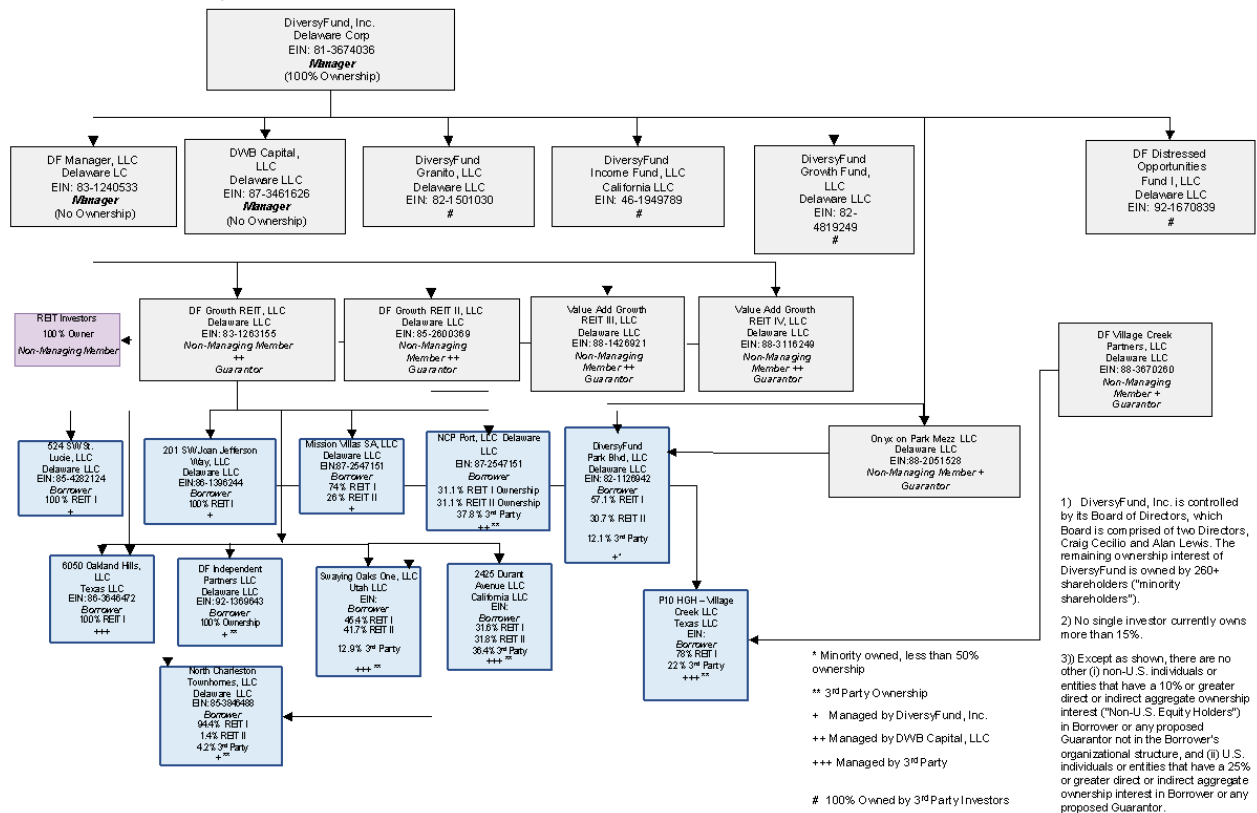 DiversyFund, Inc.
Delaware Corp
EIN: 81-3674036
Manager
(100% Ownership)
DF Manager, LLC
Delaware LC
EIN: 83-1240533
Manager
(No Ownership)
DWB Capital,
LLC
Delaware LLC
EIN: 87-3461626
Manager
(No Ownership)
DiversyFund
Granito, LLC
Delaware LLC
EIN: 82-1501030
#
DiversyFund
Income Fund, LLC
California LLC
EIN: 46-1949789
#
DiversyFund
Growth Fund,
LLC
Delaware LLC
EIN: 82-
4819249
#
DF Distressed
Opportunities
Fund I, LLC
Delaware LLC
EIN: 92-1670839
#
REIT Investors
100% Owner
Non-Managing Member
DF Growth REIT, LLC
Delaware LLC
EIN: 83-1263155
Non-Managing Member
++
Guarantor
DF Growth REIT II, LLC
Delaware LLC
EIN: 85-2600369
Non-Managing
Member ++
Guarantor
Value Add Growth
REIT III, LLC
Delaware LLC
EIN: 88-1426921
Non-Managing
Member ++
Guarantor
Value Add Growth
REIT IV, LLC
Delaware LLC
EIN: 88-3116249
Non-Managing
Member ++
Guarantor
DF Village Creek
Partners, LLC
Delaware LLC
EIN: 88-3670260
Non-Managing
Member +
Guarantor
524 SW St.
Lucie, LLC
Delaware LLC
EIN:85-4282124
Borrower
100% REIT I
+
201 SW Joan Jefferson
Way, LLC
Delaware LLC
EIN:86-1396244
Borrower
100% REIT I
+
Mission Villas SA, LLC
Delaware LLC
EIN:87-2547151
Borrower
74% REIT I
26% REIT II
+
NCP Port, LLC Delaware
LLC
EIN: 87-2547151
Borrower
31.1% REIT I Ownership
31.1% REIT II Ownership
37.8% 3rd Party
++ **
DiversyFund
Park Blvd, LLC
Delaware LLC
EIN: 82-1126942
Borrower
57.1% REIT I
30.7% REIT II
12.1% 3rd Party
+*
Onyx on Park Mezz LLC
Delaware LLC
EIN:88-2051528
Non-Managing Member +
Guarantor
6050 Oakland Hills,
LLC
Texas LLC
EIN: 86-3646472
100% REIT I
+++
DF Independent
Partners LLC
Delaware LLC
EIN: 92-1369643
Borrower
100% Ownership
+ **
Swaying Oaks One, LLC
Utah LLC
EIN:
Borrower
45.4% REIT I
41.7% REIT II
12.9% 3rd Party
+++ **
2425 Durant
Avenue LLC
California LLC
EIN:
Borrower
31.6% REIT I
31.8% REIT II
36.4% 3rd Party
+++ **
P10 HGH – Village
Creek LLC
Texas LLC
EIN:
Borrower
78% REIT I
22% 3rd Party
+++ **
North Charleston
Townhomes, LLC
Delaware LLC
EIN:85-3846488
Borrower
94.4% REIT I
1.4% REIT II
4.2% 3rd Party
+ **
* Minority owned, less than 50%
ownership
** 3rd Party Ownership
+ Managed by DiversyFund, Inc.
++ Managed by DWB Capital, LLC
+++ Managed by 3rd Party
# 100% Owned by 3rd Party Investors
1) DiversyFund, Inc. is controlled
by its Board of Directors, which
Board is comprised of two Directors,
Craig Cecilio and Alan Lewis. The
remaining ownership interest of
DiversyFund is owned by 260+
shareholders ("minority
shareholders").
2) No single investor currently owns
more than 15%.
3)) Except as shown, there are no
other (i) non-U.S. individuals or
entities that have a 10% or greater
direct or indirect aggregate ownership
interest ("Non-U.S. Equity Holders")
in Borrower or any proposed
Guarantor not in the Borrower's
organizational structure, and (ii) U.S.
individuals or entities that have a 25%
or greater direct or indirect aggregate
ownership interest in Borrower or any
proposed Guarantor.